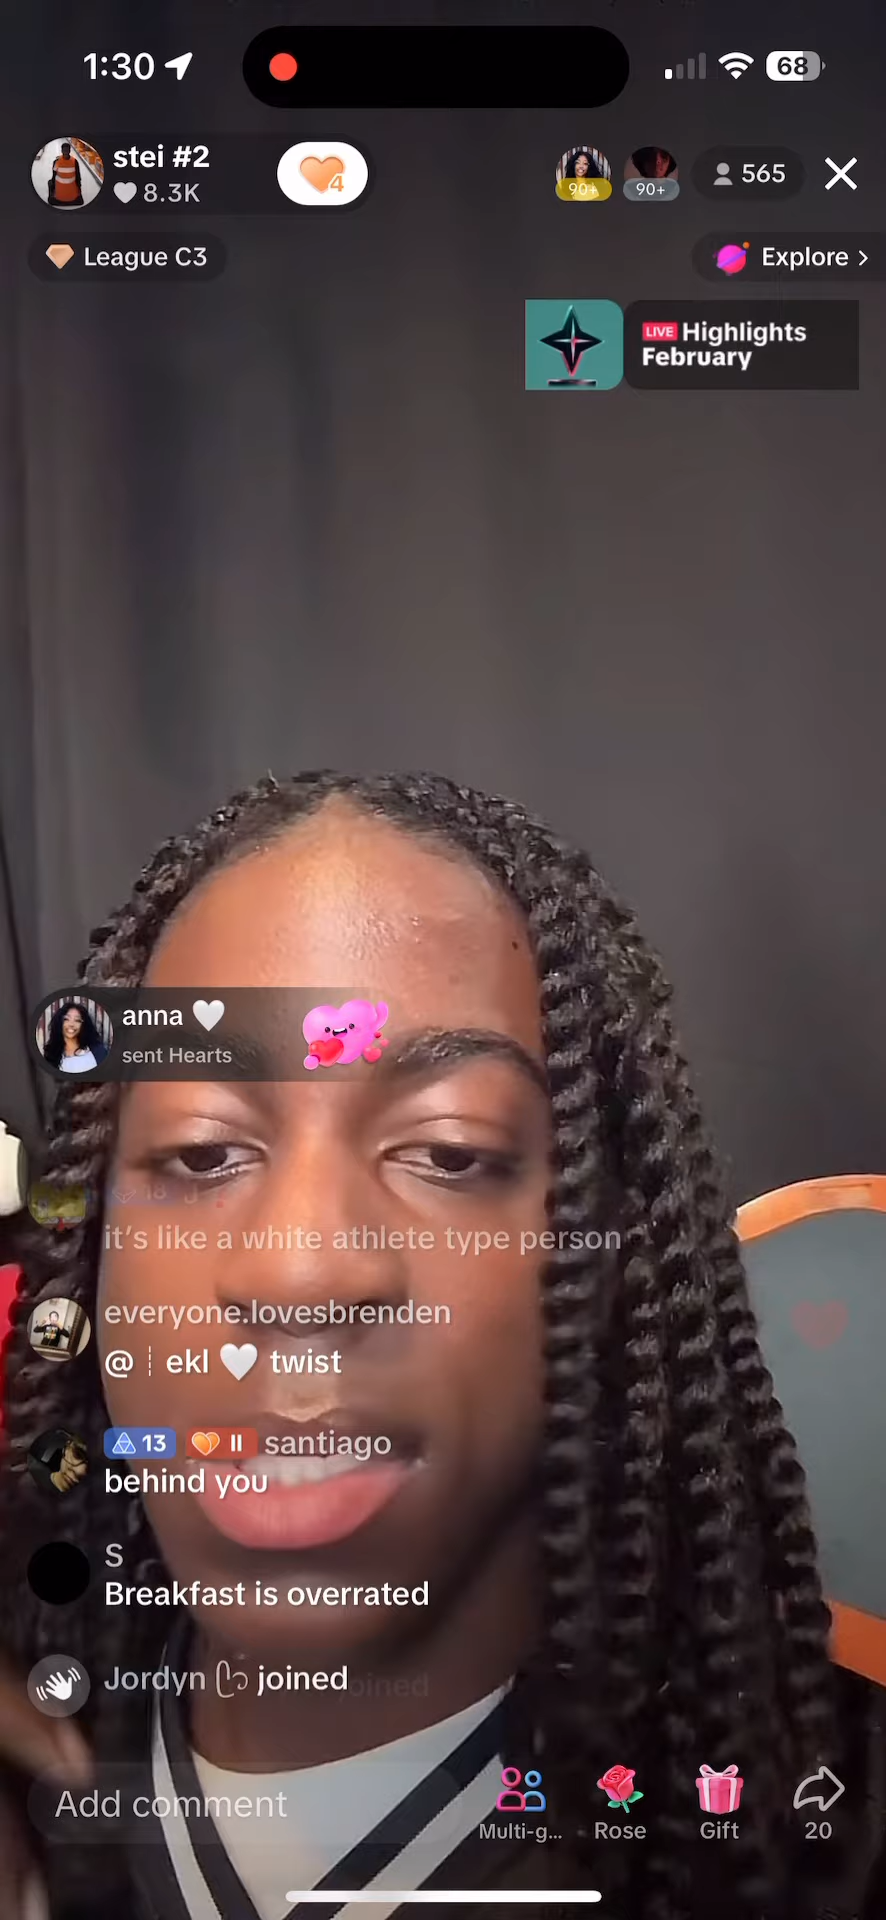 1:30
68
stei #2
8.3K
4
90+
90+
565
League C3
Explore
LIVE Highlights
February
anna 🤍
sent Hearts
18 J
it’s like a white athlete type person
everyone.lovesbrenden
@┊ekl 🤍 twist
13 II santiago
behind you
S
Breakfast is overrated
Jordyn joined
Add comment
Multi-g...
Rose
Gift
20